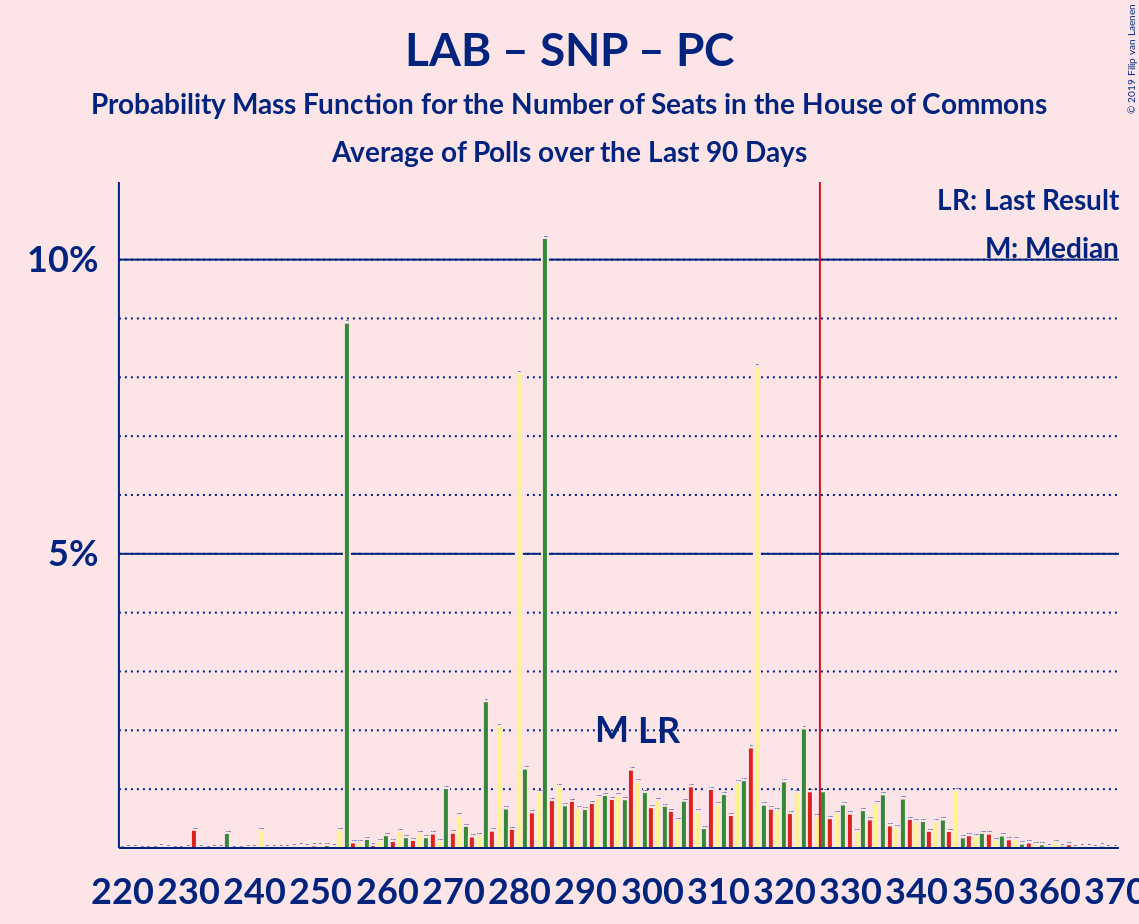 LAB – SNP – PC
Probability Mass Function for the Number of Seats in the House of Commons
Average of Polls over the Last 90 Days
© 2019 Filip van Laenen
LR: Last Result
M: Median
10%
5%
M LR
220 230 240 250 260 270 280 290 300 310 320 330 340 350 360 370